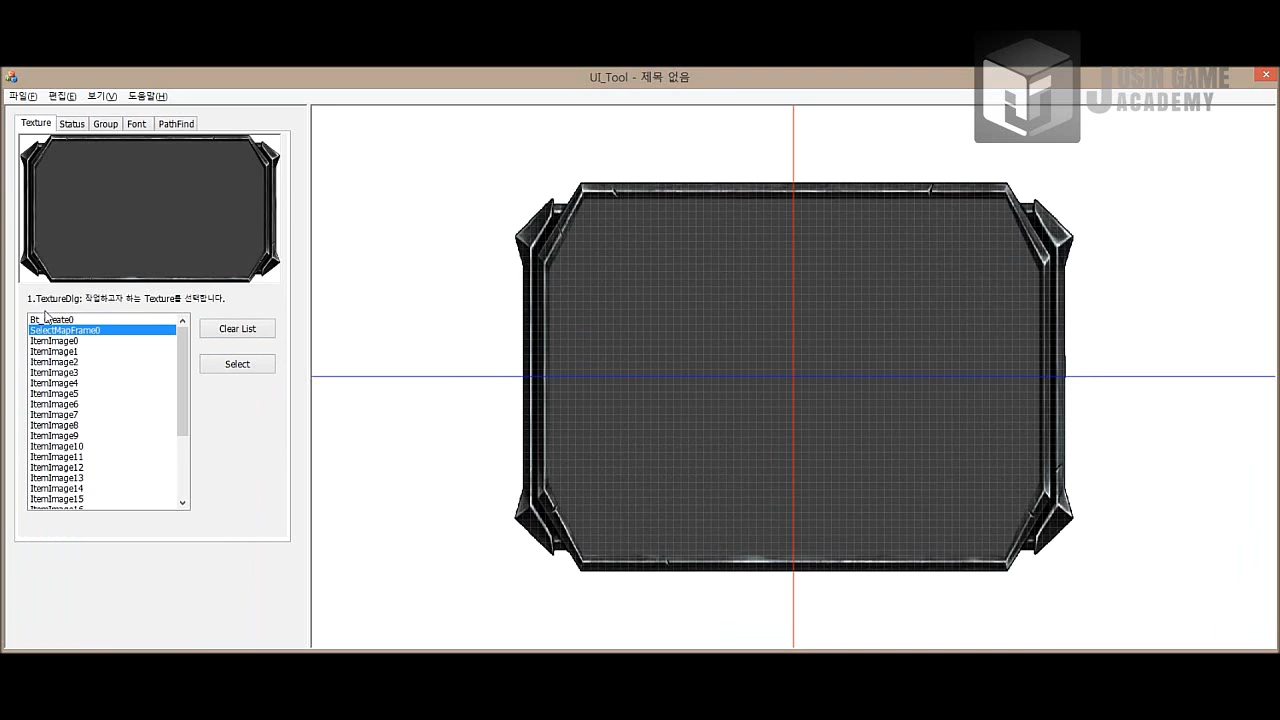 JUSIN GAME
ACADEMY
UI_Tool - 제목 없음
파일(F) 편집(E) 보기(V) 도움말(H)
Texture Status Group Font PathFind
1.TextureDlg: 작업하고자 하는 Texture를 선택합니다.
Clear List
Select
SelectMapFrame0
ItemImage0
ItemImage1
ItemImage2
ItemImage3
ItemImage4
ItemImage5
ItemImage6
ItemImage7
ItemImage8
ItemImage9
ItemImage10
ItemImage11
ItemImage12
ItemImage13
ItemImage14
ItemImage15